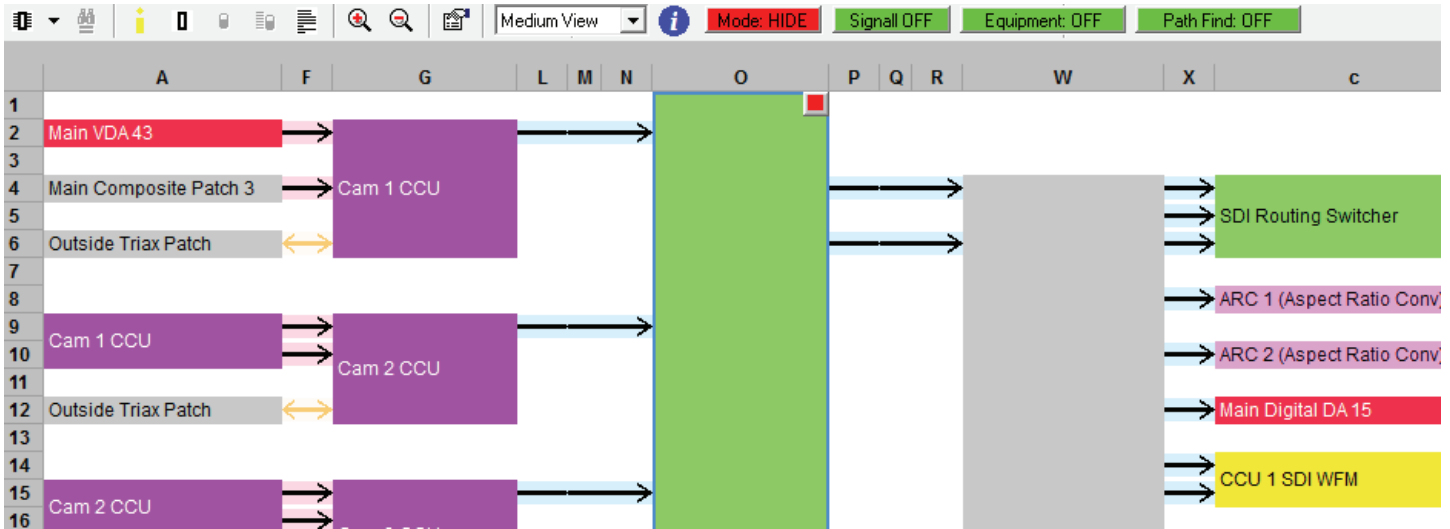 Medium View i Mode: HIDE Signall OFF Equipment: OFF Path Find: OFF
A F G L M N O P Q R W X c
1
2 Main VDA 43
3
4 Main Composite Patch 3 Cam 1 CCU
5 SDI Routing Switcher
6 Outside Triax Patch
7
8 ARC 1 (Aspect Ratio Conv)
9
Cam 1 CCU
10 ARC 2 (Aspect Ratio Conv)
Cam 2 CCU
11
12 Outside Triax Patch Main Digital DA 15
13
14
CCU 1 SDI WFM
15
Cam 2 CCU
16